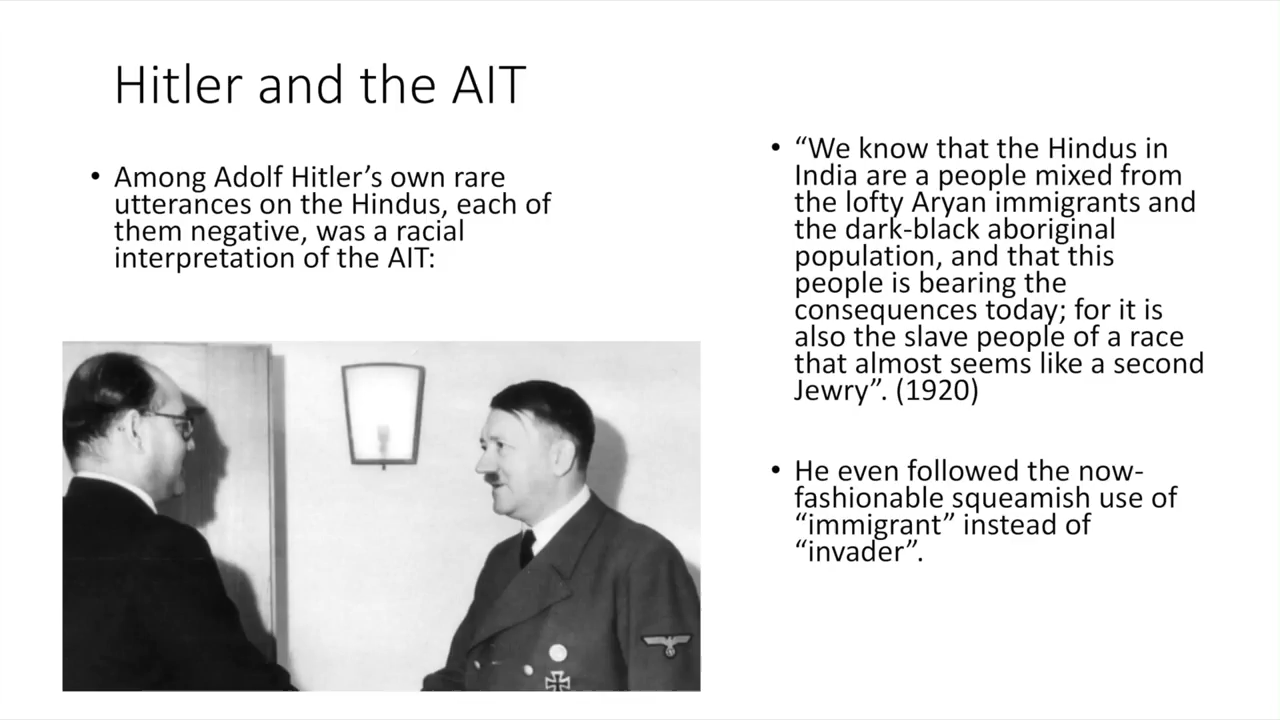 Hitler and the AIT
• Among Adolf Hitler’s own rare
utterances on the Hindus, each of
them negative, was a racial
interpretation of the AIT:
• “We know that the Hindus in
India are a people mixed from
the lofty Aryan immigrants and
the dark-black aboriginal
population, and that this
people is bearing the
consequences today; for it is
also the slave people of a race
that almost seems like a second
Jewry”. (1920)
• He even followed the now-
fashionable squeamish use of
“immigrant” instead of
“invader”.